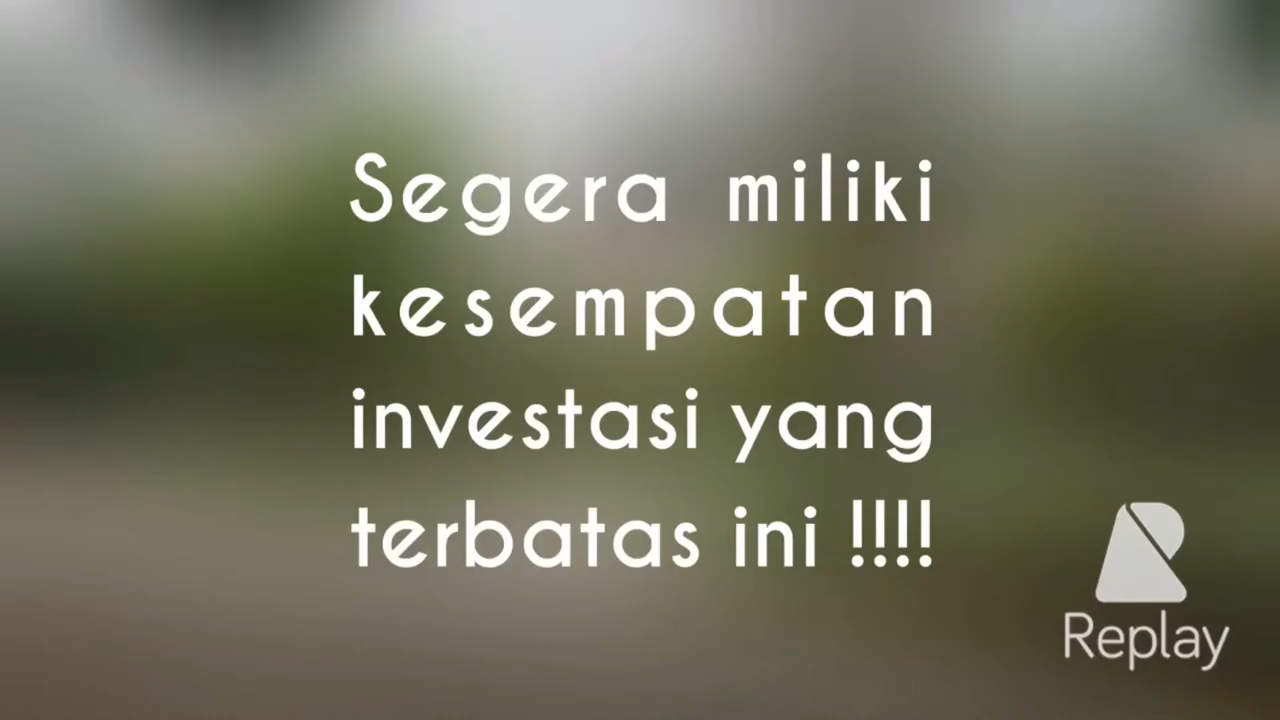 Segera miliki
kesempatan
investasi yang
terbatas ini !!!!
Replay